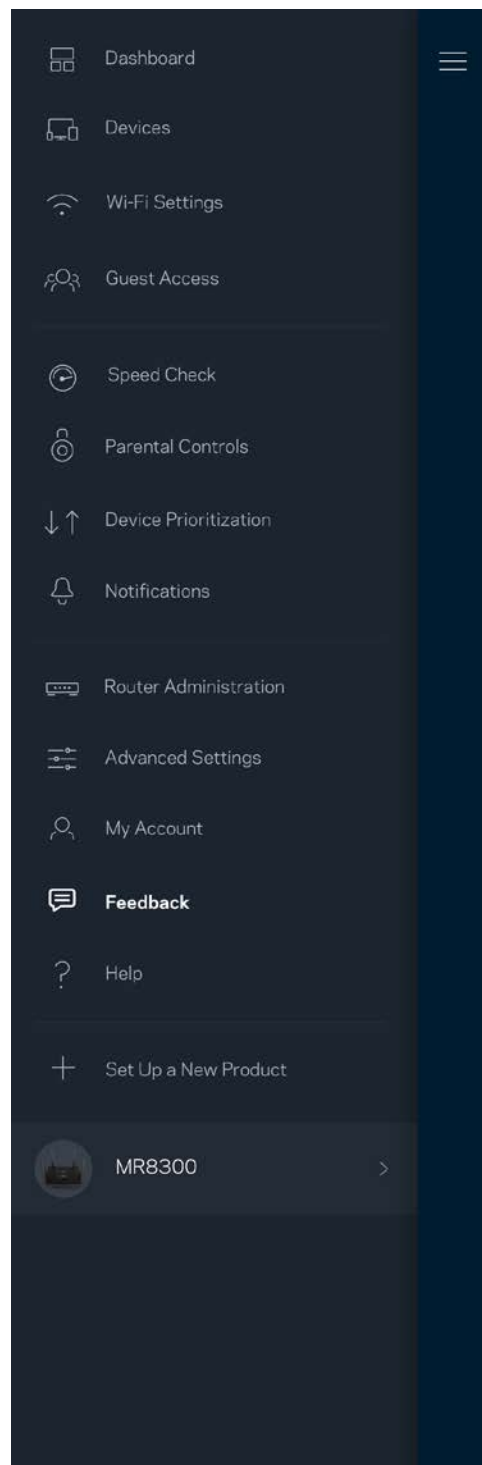 Dashboard
Devices
Wi-Fi Settings
Guest Access
Speed Check
Parental Controls
Device Prioritization
Notifications
Router Administration
Advanced Settings
My Account
Feedback
Help
Set Up a New Product
MR8300